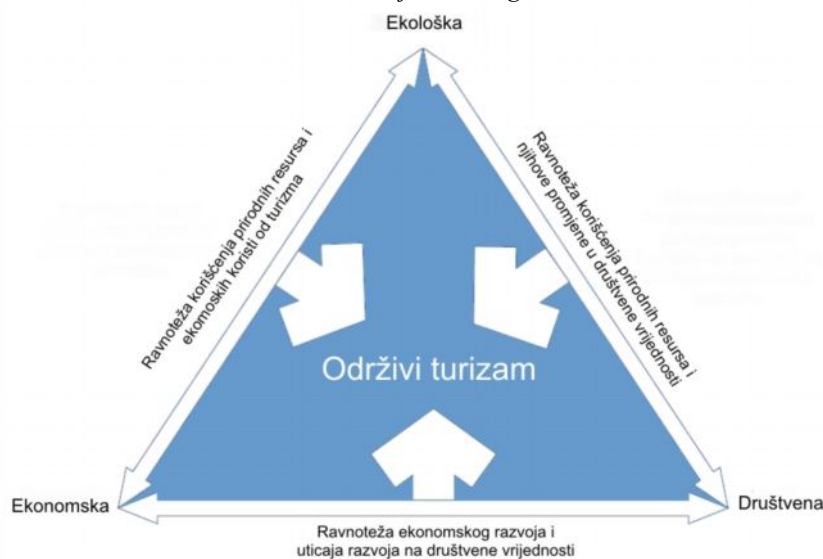 Ekološka
Ravnoteža korišćenja prirodnih resursa i
ekomoskih koristi od turizma
Ravnoteža korišćenja prirodnih resursa i
njihove promjene u društvene vrijednosti
Održivi turizam
Ekonomska
Društvena
Ravnoteža ekonomskog razvoja i
uticaja razvoja na društvene vrijednosti